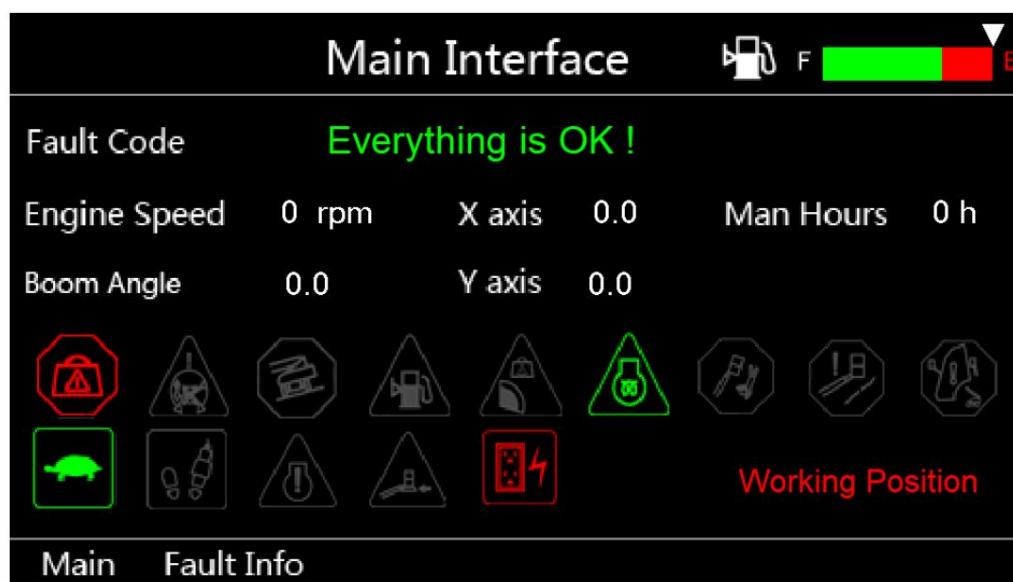 Main Interface F E
Fault Code Everything is OK !
Engine Speed 0 rpm X axis 0.0 Man Hours 0 h
Boom Angle 0.0 Y axis 0.0
Working Position
Main Fault Info